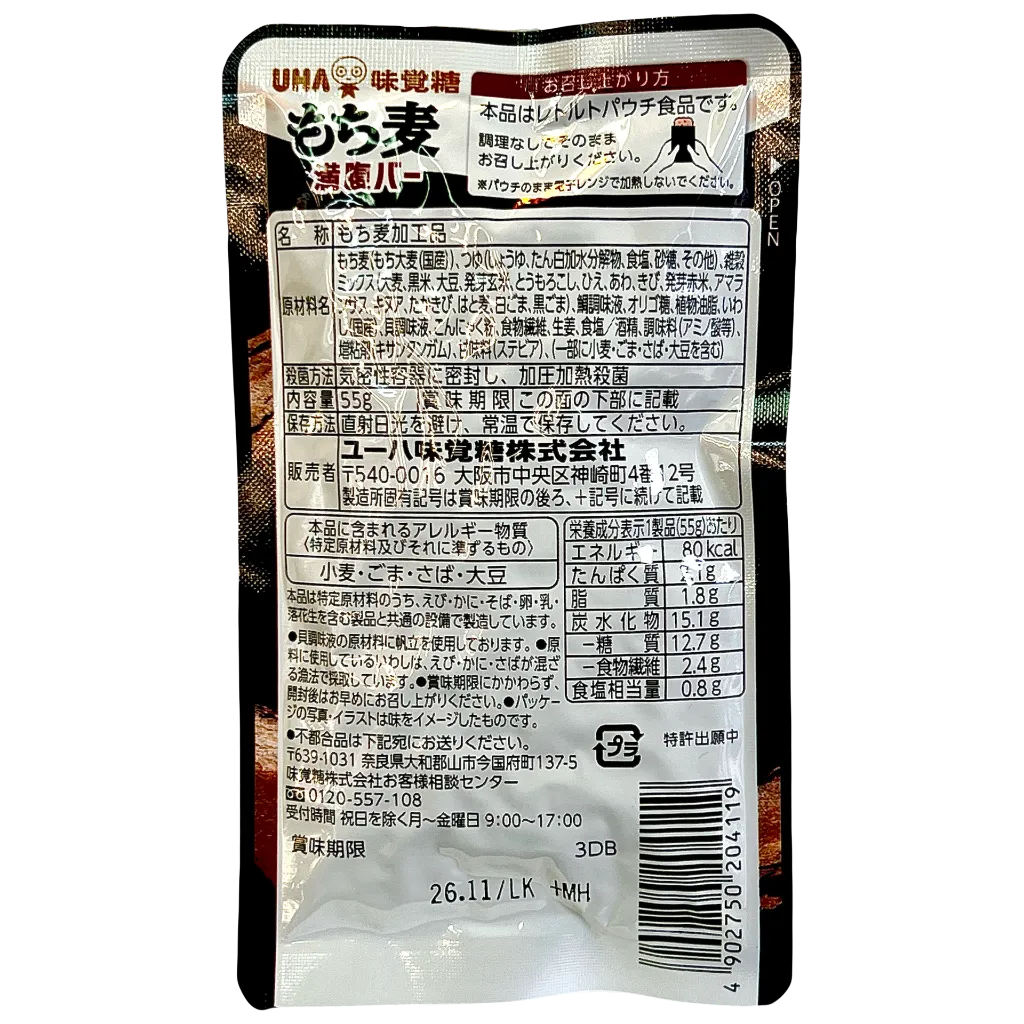 UHA味覚糖
もち麦
満腹バー
お召し上がり方
本品はレトルトパウチ食品です。
調理なしでそのまま
お召し上がりください。
※パウチのまま電子レンジで加熱しないでください。
OPEN
名称 もち麦加工品
原材料名 もち麦(もち大麦(国産))、つゆ(しょうゆ、たん白加水分解物、食塩、砂糖、その他)、雑穀
ミックス(大麦、黒米、大豆、発芽玄米、とうもろこし、ひえ、あわ、きび、発芽赤米、アマラ
ンサス、キヌア、たかきび、はと麦、白ごま、黒ごま)、鯛調味液、オリゴ糖、植物油脂、いわ
し(国産)、貝調味液、こんにゃく粉、食物繊維、生姜、食塩/酒精、調味料(アミノ酸等)、
増粘剤(キサンタンガム)、甘味料(ステビア)、(一部に小麦・ごま・さば・大豆を含む)
殺菌方法 気密性容器に密封し、加圧加熱殺菌
内容量 55g 賞味期限 この面の下部に記載
保存方法 直射日光を避け、常温で保存してください。
販売者 ユーハ味覚糖株式会社
〒540-0016 大阪市中央区神崎町4番12号
製造所固有記号は賞味期限の後ろ、+記号に続けて記載
本品に含まれるアレルギー物質
〈特定原材料及びそれに準ずるもの〉
小麦・ごま・さば・大豆
本品は特定原材料のうち、えび・かに・そば・卵・乳・
落花生を含む製品と共通の設備で製造しています。
●貝調味液の原材料に帆立を使用しております。●原
料に使用しているいわしは、えび・かに・さばが混ざ
る漁法で採取しています。●賞味期限にかかわらず、
開封後はお早めにお召し上がりください。●パッケー
ジの写真・イラストは味をイメージしたものです。
●不都合品は下記宛にお送りください。
〒639-1031 奈良県大和郡山市今国府町137-5
味覚糖株式会社お客様相談センター
0120-557-108
受付時間 祝日を除く月〜金曜日 9:00〜17:00
栄養成分表示1製品(55g)あたり
エネルギー 80kcal
たんぱく質 2.1g
脂質 1.8g
炭水化物 15.1g
−糖質 12.7g
−食物繊維 2.4g
食塩相当量 0.8g
プラ
特許出願中
賞味期限 3DB
26.11/LK +MH
4 902750 204119